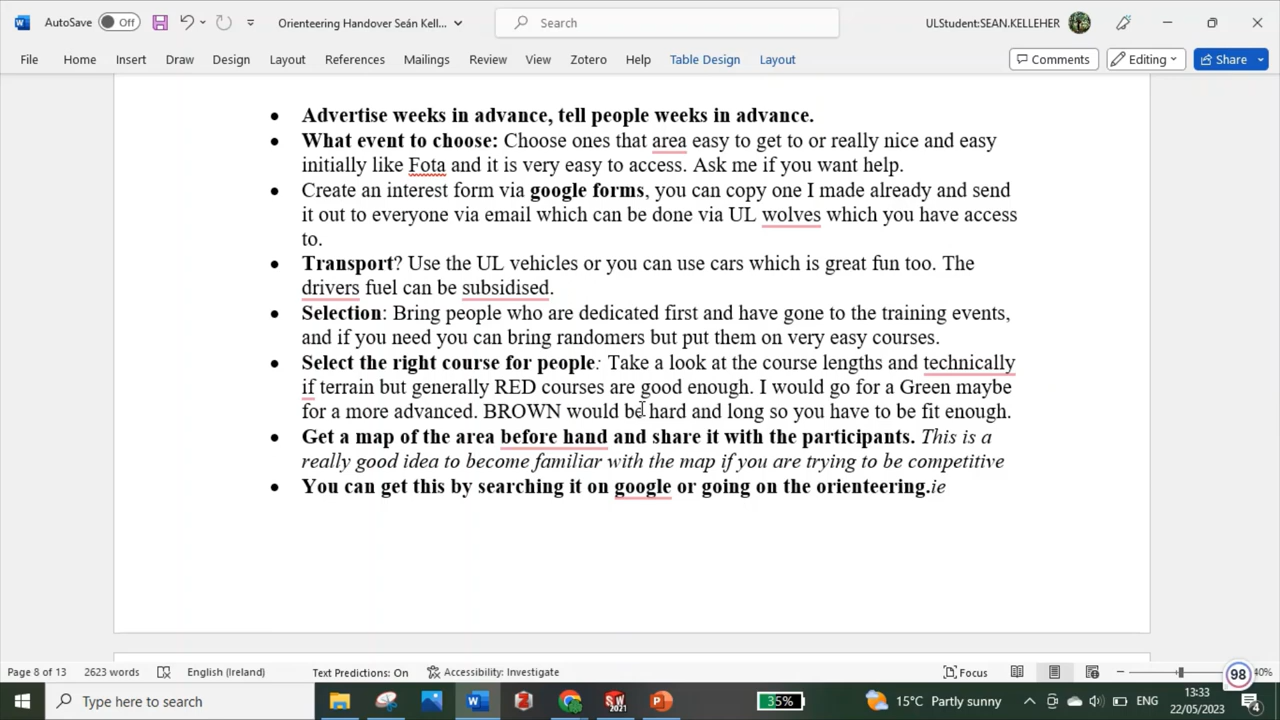 AutoSave Off Orienteering Handover Seán Kell... Search ULStudent:SEAN.KELLEHER
File Home Insert Draw Design Layout References Mailings Review View Zotero Help Table Design Layout Comments Editing Share
• Advertise weeks in advance, tell people weeks in advance.
• What event to choose: Choose ones that area easy to get to or really nice and easy
initially like Fota and it is very easy to access. Ask me if you want help.
• Create an interest form via google forms, you can copy one I made already and send
it out to everyone via email which can be done via UL wolves which you have access
to.
• Transport? Use the UL vehicles or you can use cars which is great fun too. The
drivers fuel can be subsidised.
• Selection: Bring people who are dedicated first and have gone to the training events,
and if you need you can bring randomers but put them on very easy courses.
• Select the right course for people: Take a look at the course lengths and technically
if terrain but generally RED courses are good enough. I would go for a Green maybe
for a more advanced. BROWN would be hard and long so you have to be fit enough.
• Get a map of the area before hand and share it with the participants. This is a
really good idea to become familiar with the map if you are trying to be competitive
• You can get this by searching it on google or going on the orienteering.ie
Page 8 of 13 2623 words English (Ireland) Text Predictions: On Accessibility: Investigate Focus 98 40%
Type here to search 35% 15°C Partly sunny ENG 13:33
22/05/2023 4